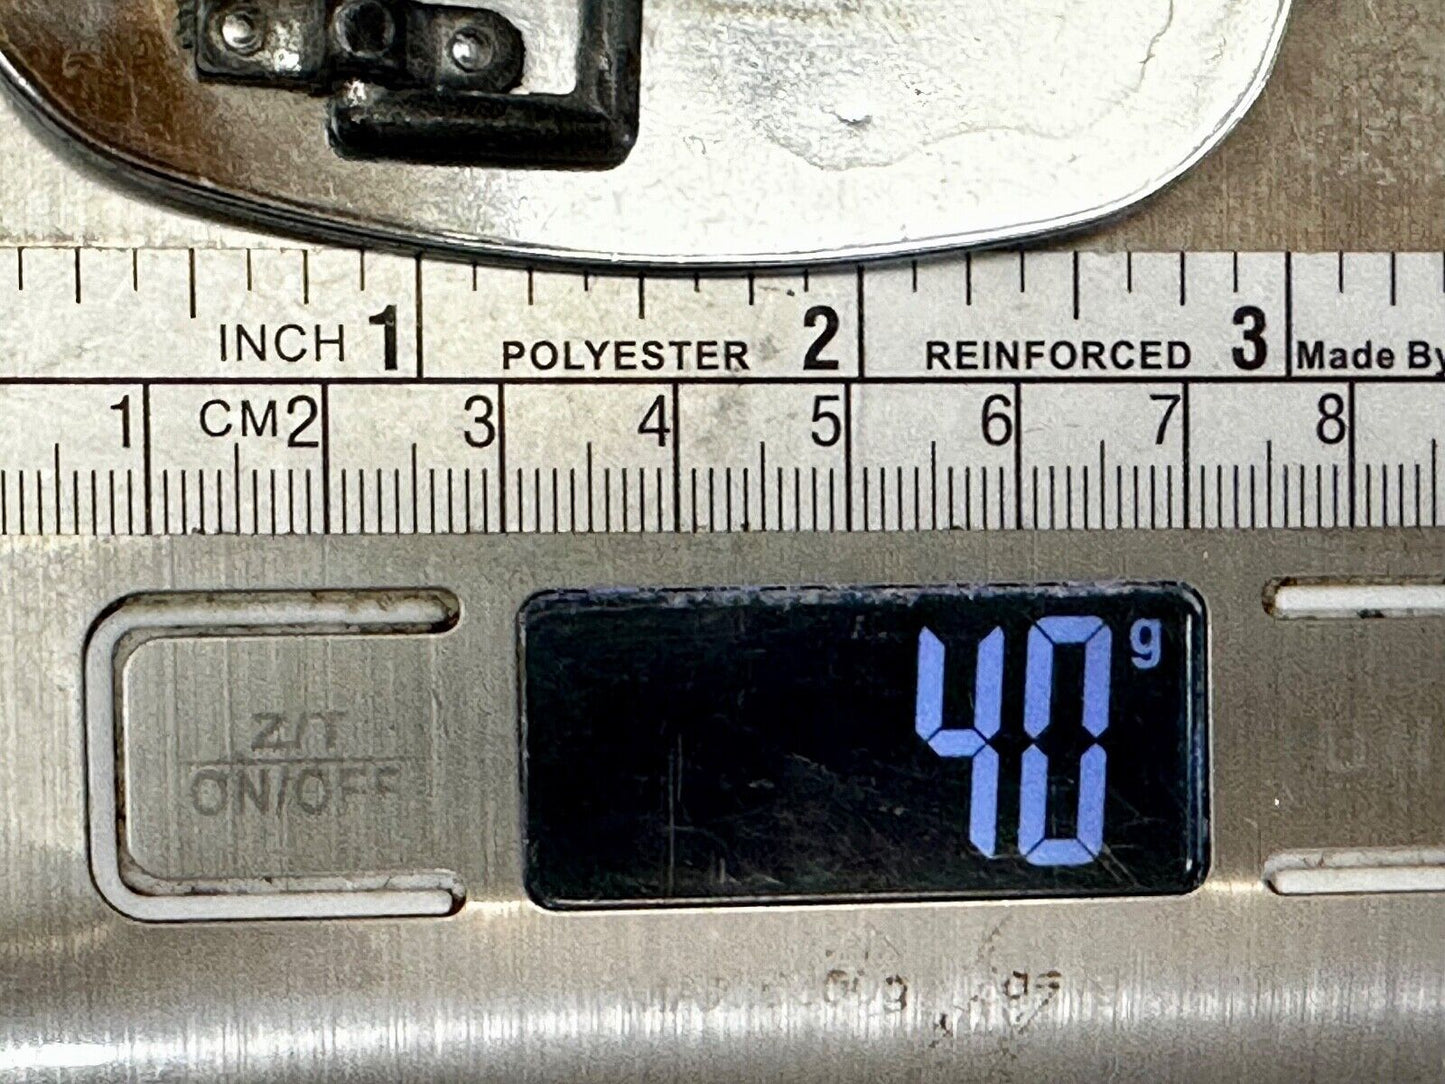 INCH 1 POLYESTER 2 REINFORCED 3 Made By
1 CM 2 3 4 5 6 7 8
40 g
Z/T
ON/OFF